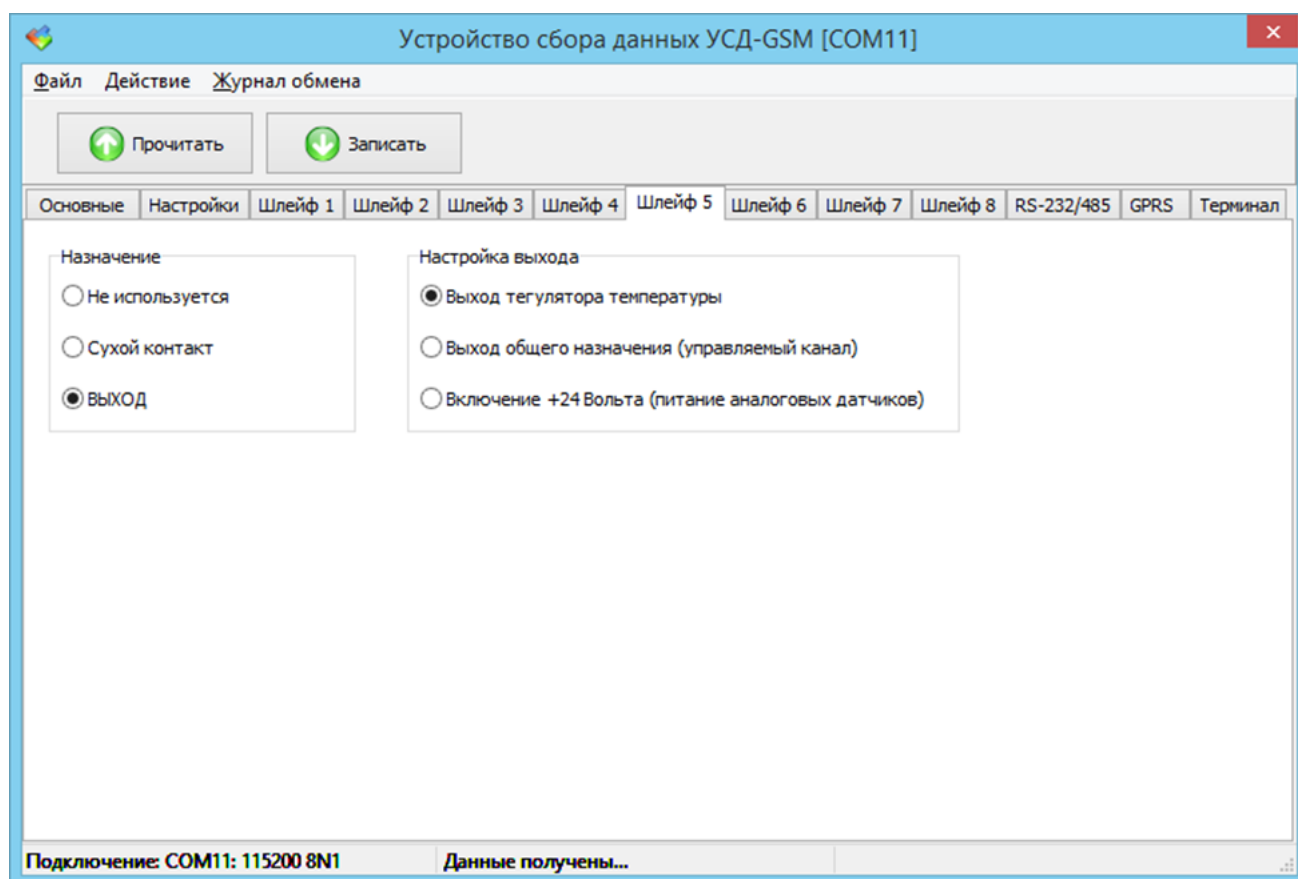 Устройство сбора данных УСД-GSM [COM11]
Файл Действие Журнал обмена
Прочитать Записать
Основные Настройки Шлейф 1 Шлейф 2 Шлейф 3 Шлейф 4 Шлейф 5 Шлейф 6 Шлейф 7 Шлейф 8 RS-232/485 GPRS Терминал
Назначение Настройка выхода
Не используется Выход тегулятора температуры
Сухой контакт Выход общего назначения (управляемый канал)
ВЫХОД Включение +24 Вольта (питание аналоговых датчиков)
Подключение: COM11: 115200 8N1 Данные получены...